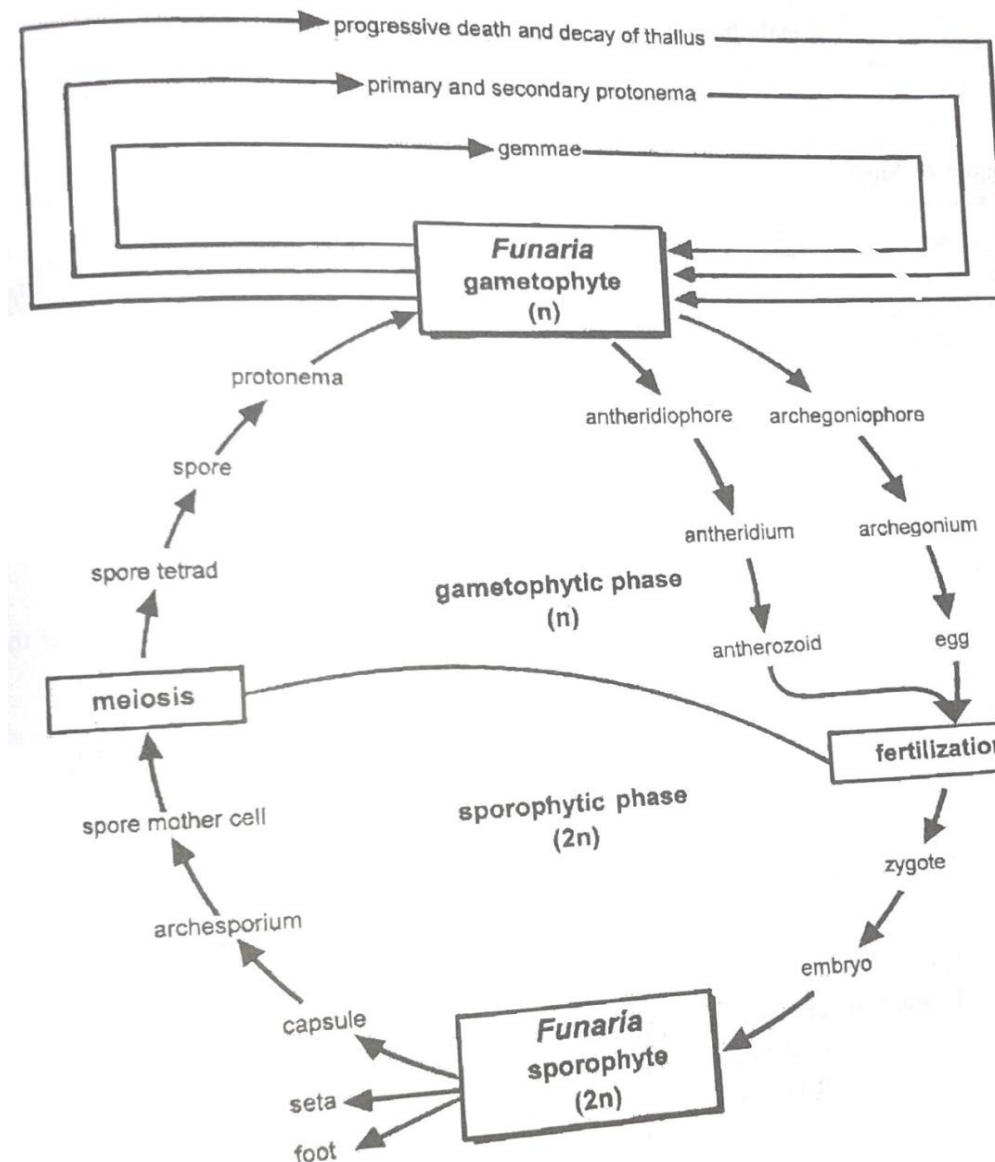 progressive death and decay of thallus
primary and secondary protonema
gemmae
Funaria
gametophyte
(n)
protonema
antheridiophore
archegoniophore
spore
antheridium
archegonium
spore tetrad
gametophytic phase
(n)
antherozoid
egg
meiosis
fertilization
sporophytic phase
(2n)
spore mother cell
zygote
archesporium
embryo
capsule
Funaria
sporophyte
(2n)
seta
foot